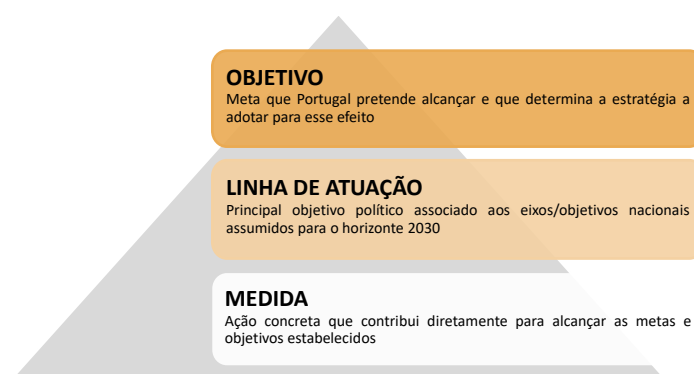 OBJETIVO
Meta que Portugal pretende alcançar e que determina a estratégia a
adotar para esse efeito
LINHA DE ATUAÇÃO
Principal objetivo político associado aos eixos/objetivos nacionais
assumidos para o horizonte 2030
MEDIDA
Ação concreta que contribui diretamente para alcançar as metas e
objetivos estabelecidos